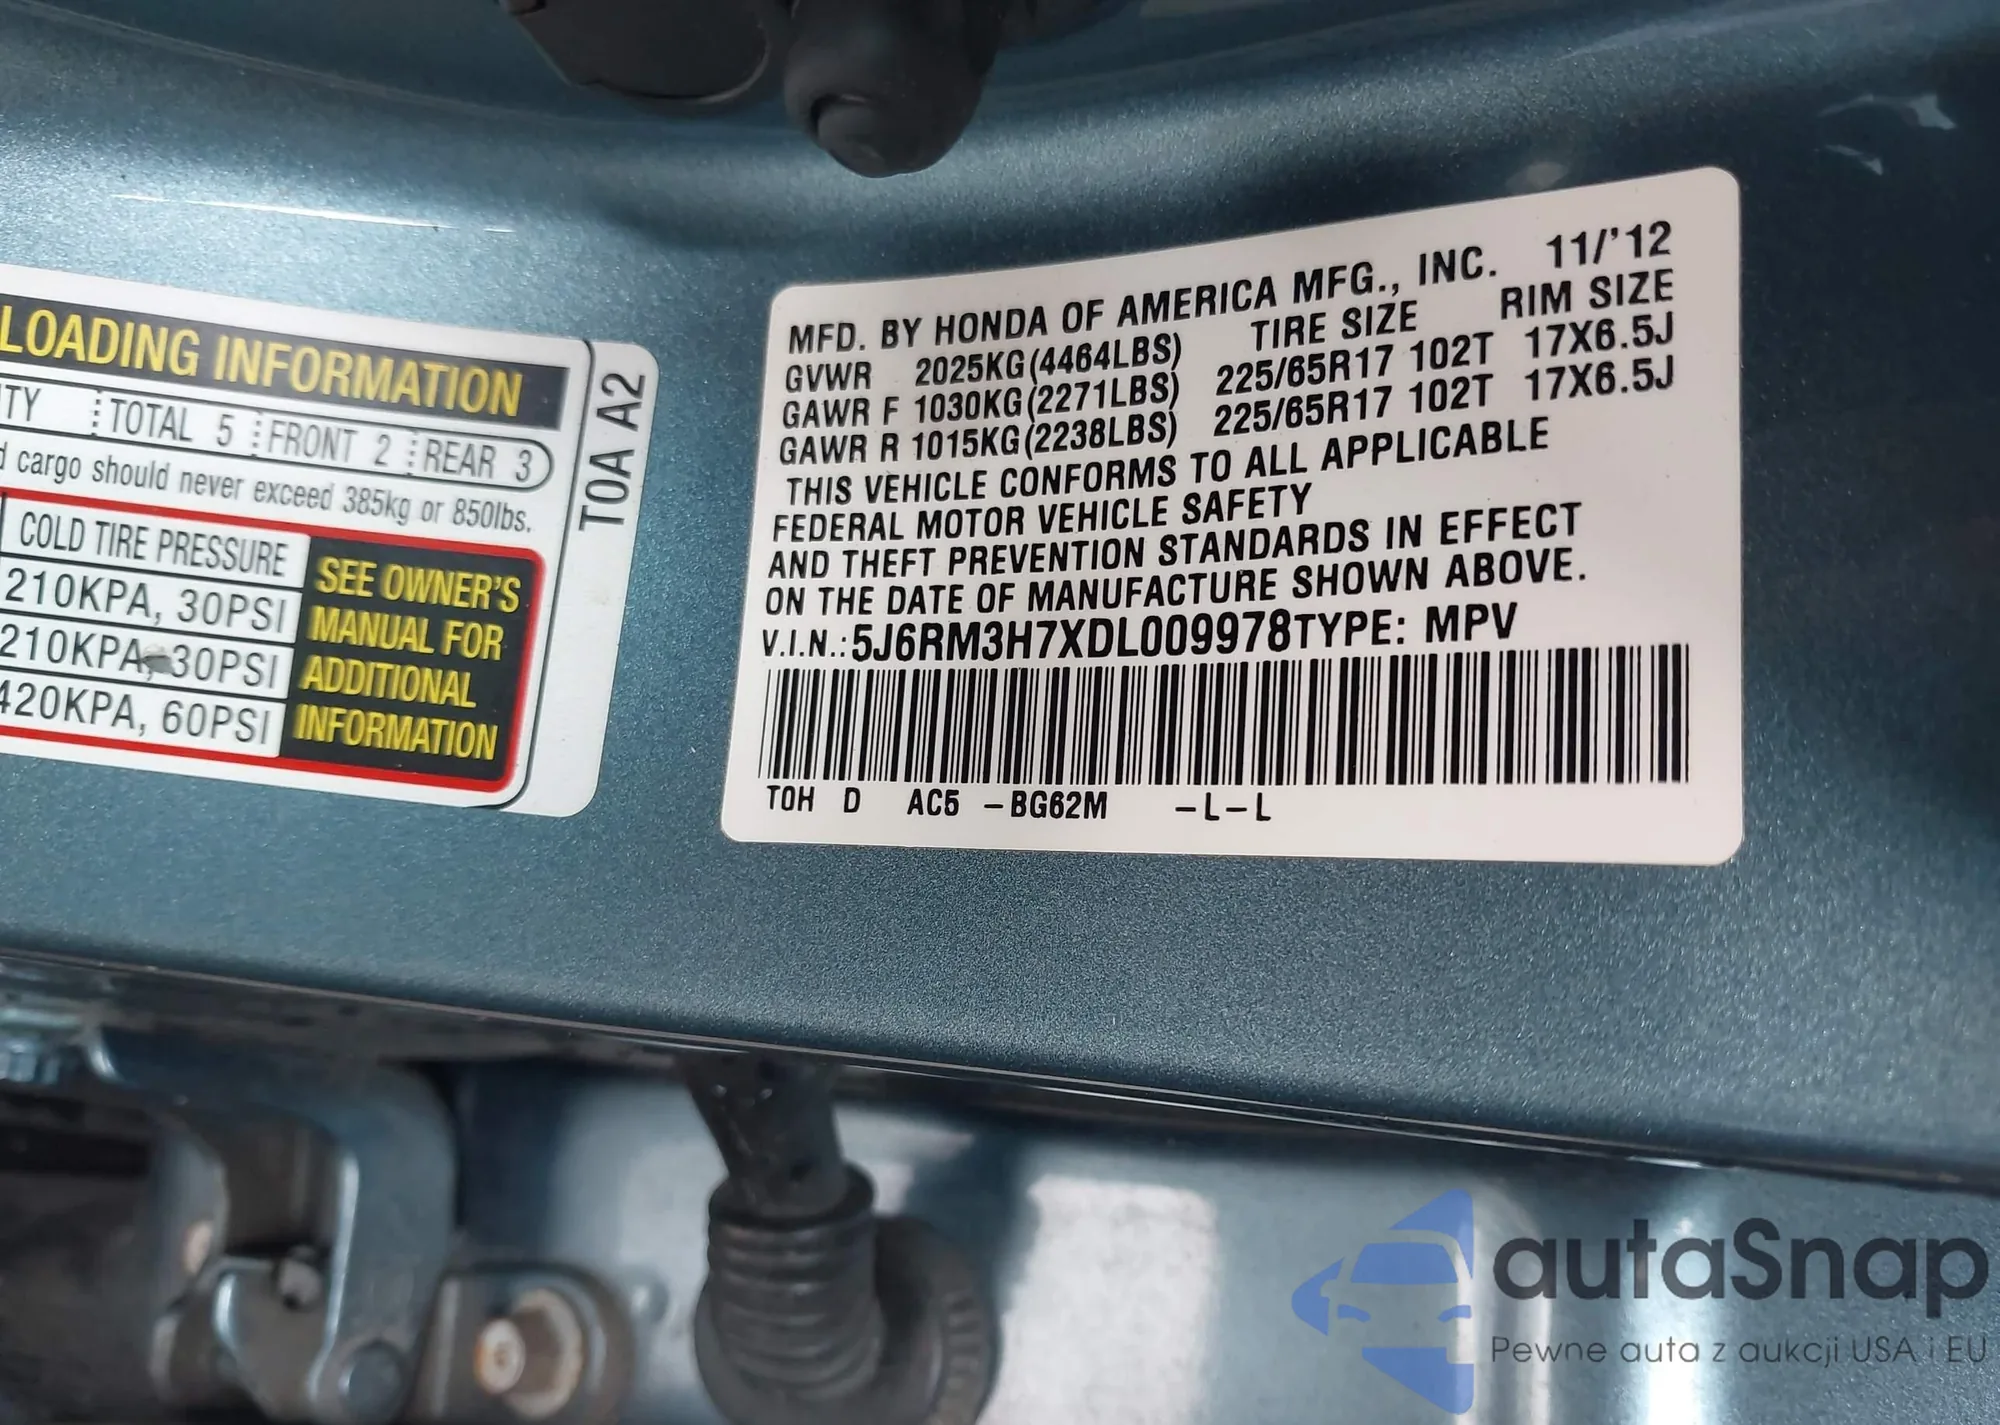 LOADING INFORMATION
TOTAL 5 FRONT 2 REAR 3
cargo should never exceed 385kg or 850lbs.
COLD TIRE PRESSURE
210KPA, 30PSI
210KPA, 30PSI
420KPA, 60PSI
SEE OWNER'S
MANUAL FOR
ADDITIONAL
INFORMATION
T0A A2
MFD. BY HONDA OF AMERICA MFG., INC. 11/'12
TIRE SIZE RIM SIZE
GVWR 2025KG(4464LBS)
GAWR F 1030KG(2271LBS) 225/65R17 102T 17X6.5J
GAWR R 1015KG(2238LBS) 225/65R17 102T 17X6.5J
THIS VEHICLE CONFORMS TO ALL APPLICABLE
FEDERAL MOTOR VEHICLE SAFETY
AND THEFT PREVENTION STANDARDS IN EFFECT
ON THE DATE OF MANUFACTURE SHOWN ABOVE.
V.I.N.:5J6RM3H7XDL009978TYPE: MPV
T0H D AC5 -BG62M -L-L
autaSnap
Pewne auta z aukcji USA i EU